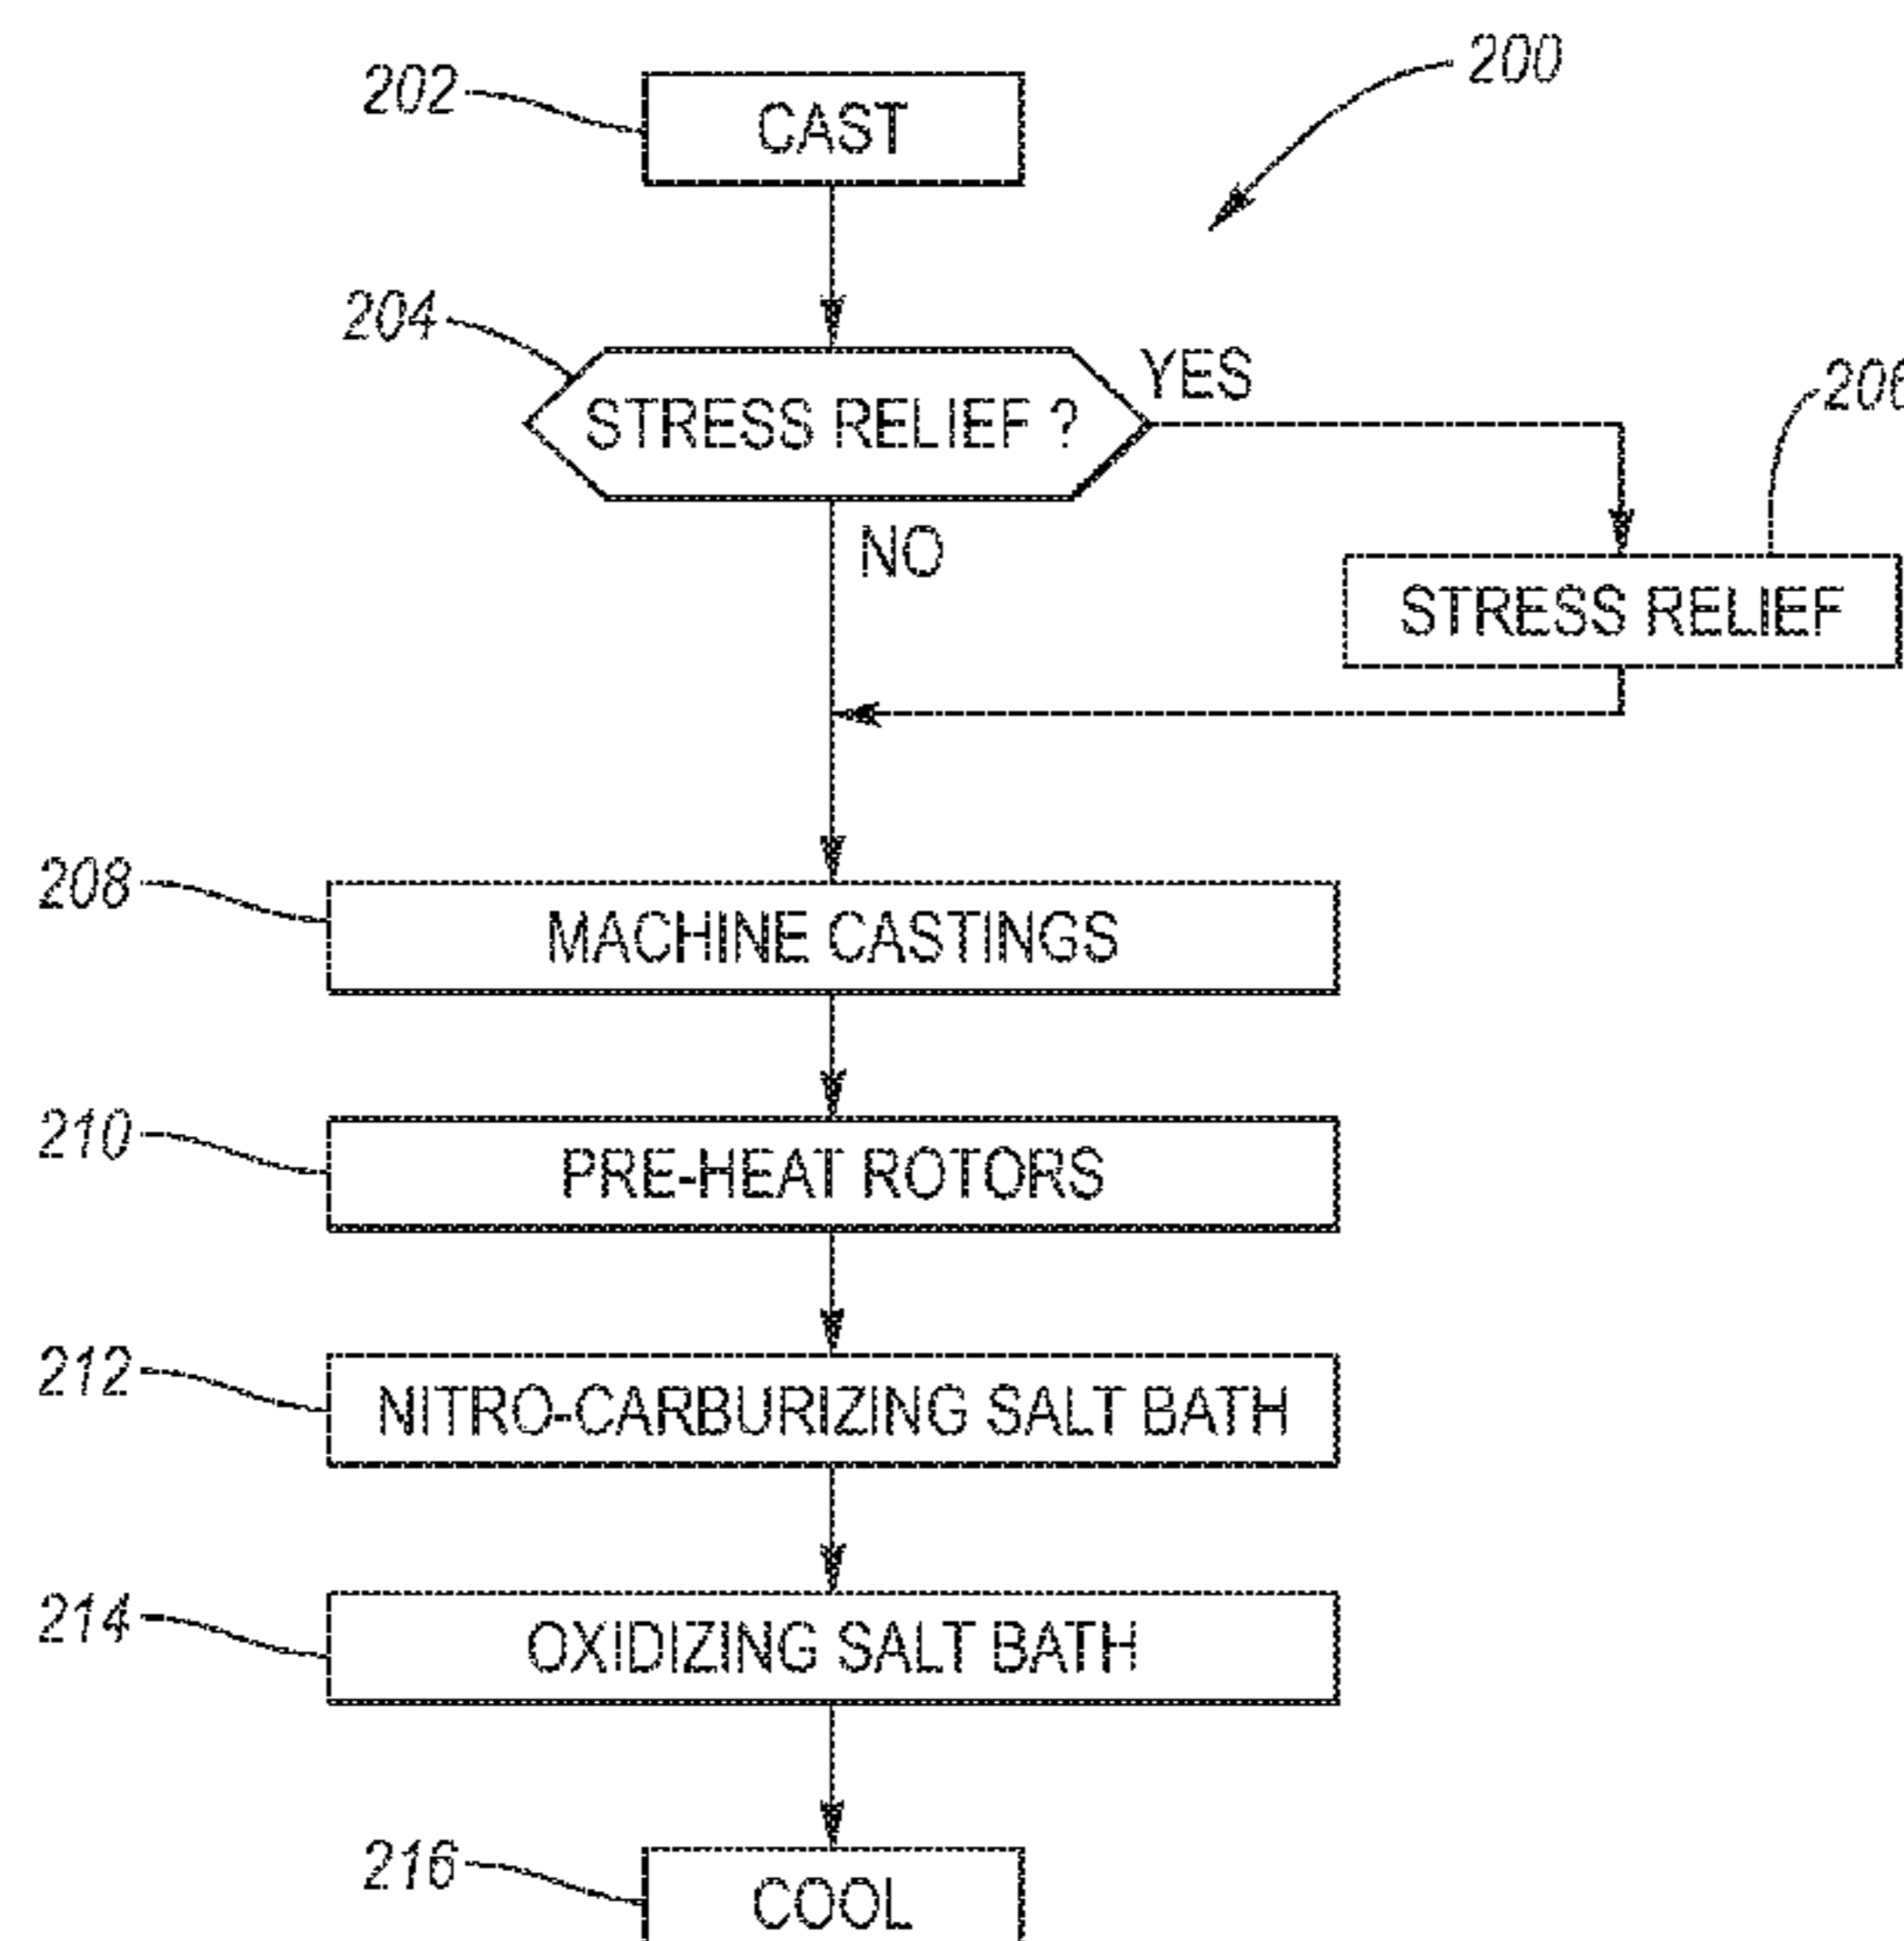 200
202
CAST
204
STRESS RELIEF ?
YES
206
NO
STRESS RELIEF
208
MACHINE CASTINGS
210
PRE-HEAT ROTORS
212
NITRO-CARBURIZING SALT BATH
214
OXIDIZING SALT BATH
216
COOL